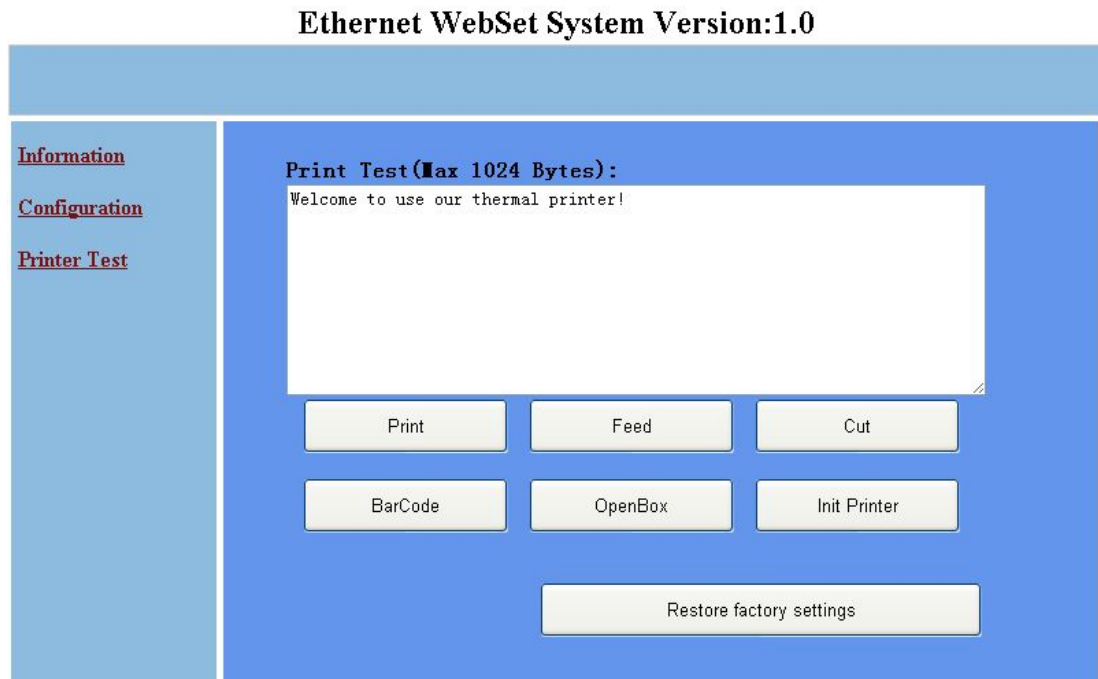 Ethernet WebSet System Version:1.0
Information
Configuration
Printer Test
Print Test(Max 1024 Bytes):
Welcome to use our thermal printer!
Print Feed Cut
BarCode OpenBox Init Printer
Restore factory settings